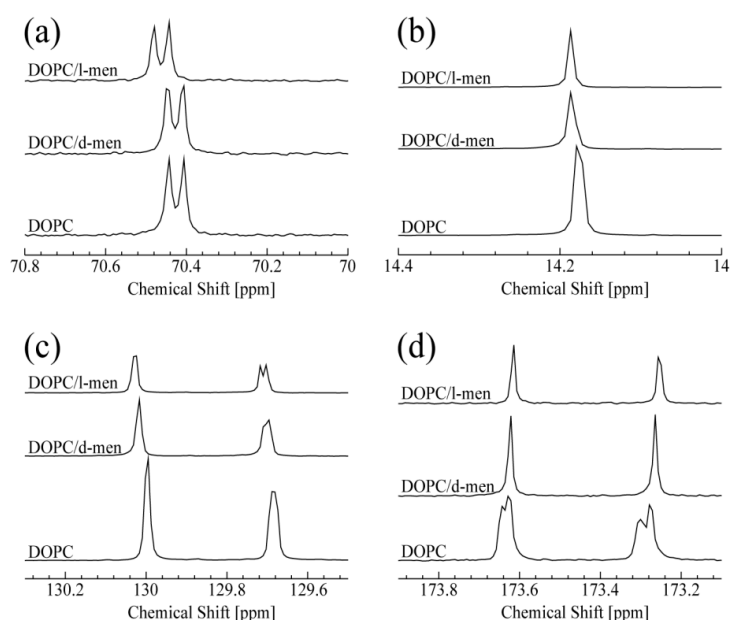 (a)
DOPC/l-men
DOPC/d-men
DOPC
70.8 70.6 70.4 70.2 70
Chemical Shift [ppm]
(b)
DOPC/l-men
DOPC/d-men
DOPC
14.4 14.2 14
Chemical Shift [ppm]
(c)
DOPC/l-men
DOPC/d-men
DOPC
130.2 130 129.8 129.6
Chemical Shift [ppm]
(d)
DOPC/l-men
DOPC/d-men
DOPC
173.8 173.6 173.4 173.2
Chemical Shift [ppm]